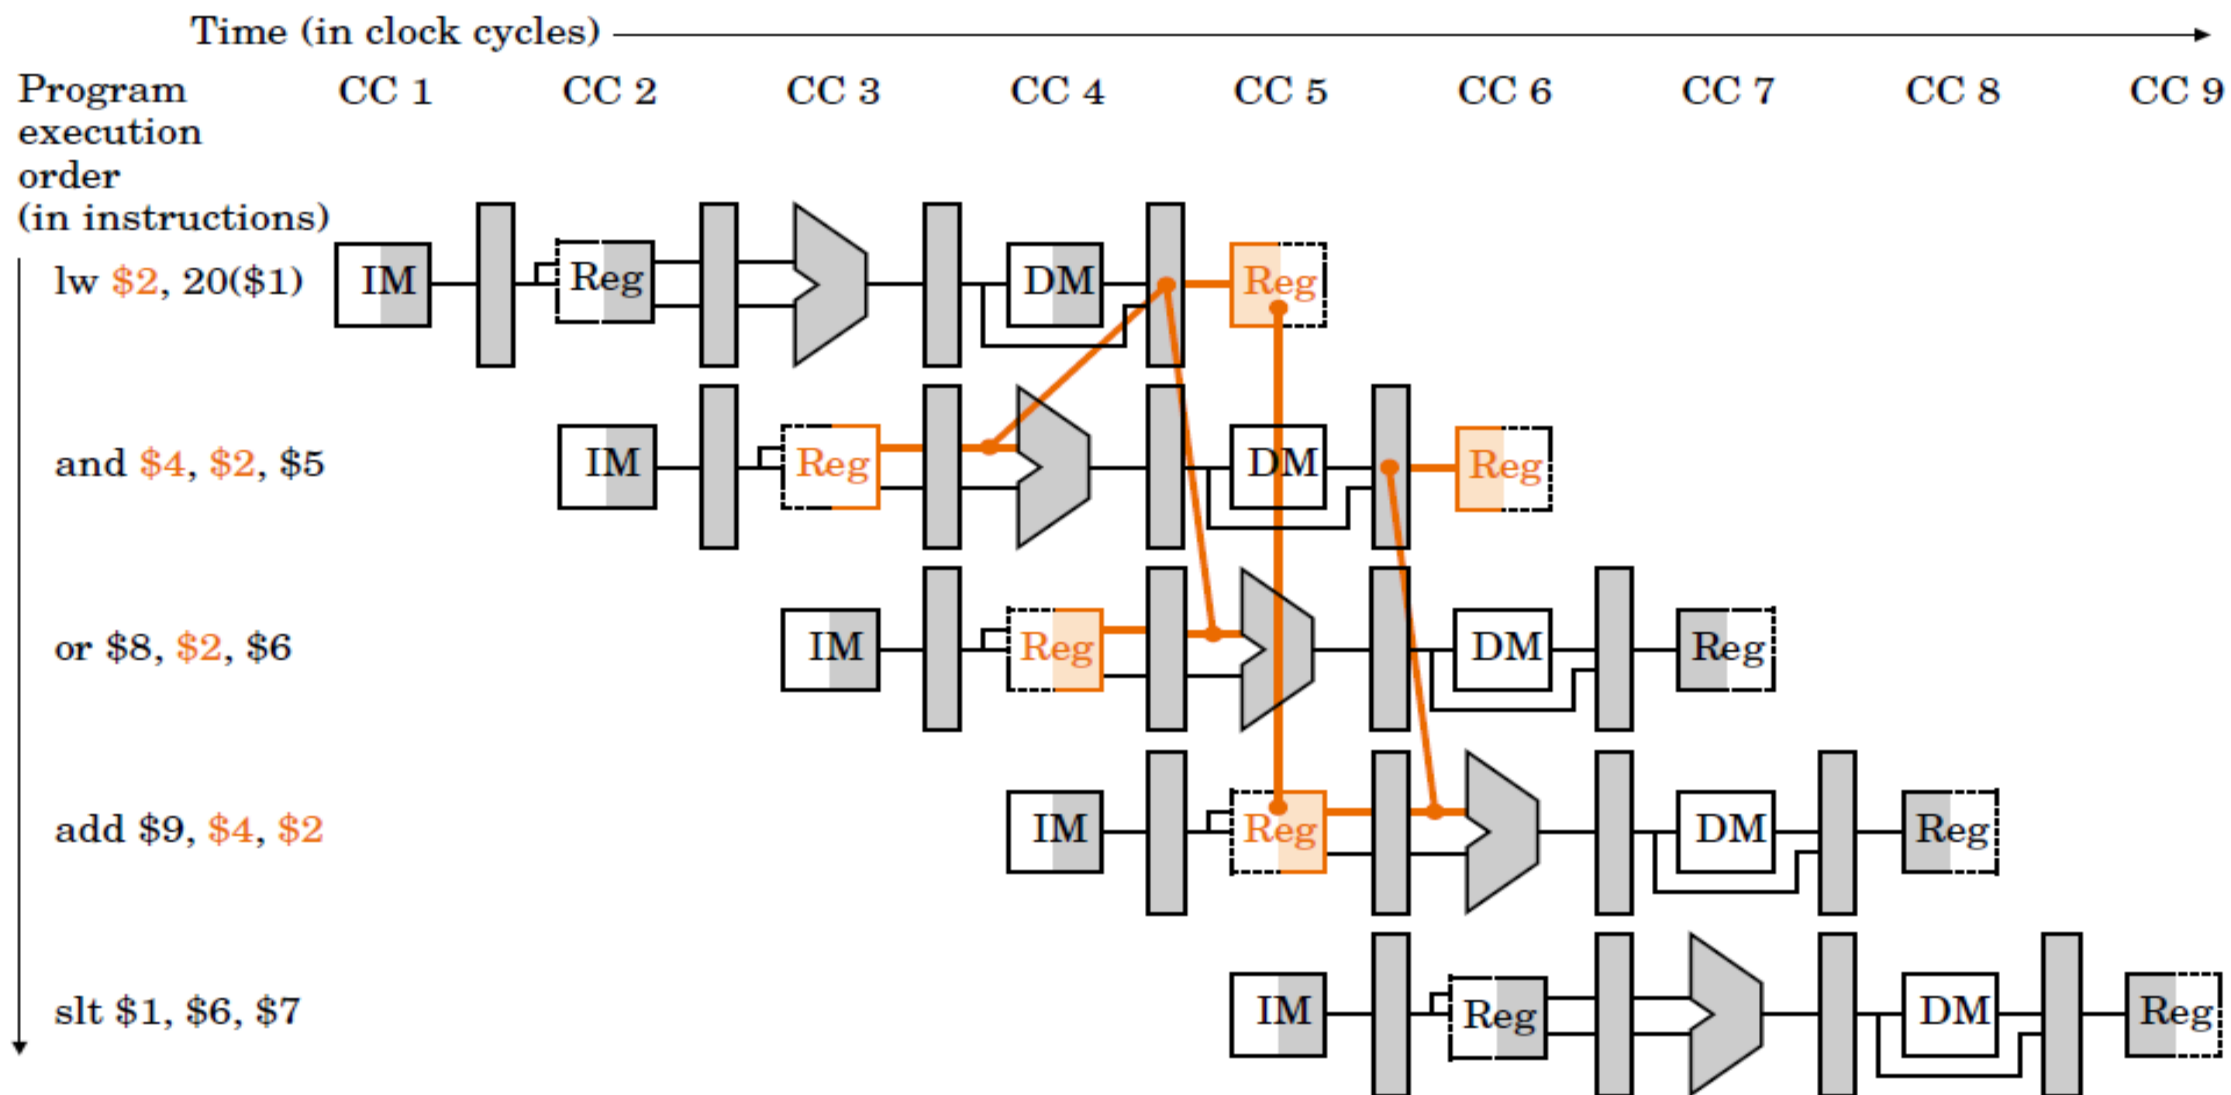 Time (in clock cycles)
Program
execution
order
(in instructions)
CC 1 CC 2 CC 3 CC 4 CC 5 CC 6 CC 7 CC 8 CC 9
lw $2, 20($1) IM Reg DM Reg
and $4, $2, $5 IM Reg DM Reg
or $8, $2, $6 IM Reg DM Reg
add $9, $4, $2 IM Reg DM Reg
slt $1, $6, $7 IM Reg DM Reg